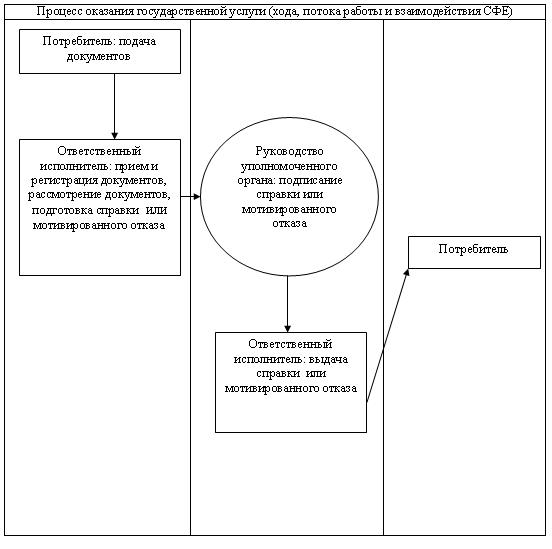 Процесс оказания государственной услуги (хода, потока работы и взаимодействия СФЕ)
Потребитель: подача
документов
Ответственный
исполнитель: прием и
регистрация документов,
рассмотрение документов,
подготовка справки или
мотивированного отказа
Руководство
уполномоченного
органа: подписание
справки или
мотивированного
отказа
Ответственный
исполнитель: выдача
справки или
мотивированного отказа
Потребитель